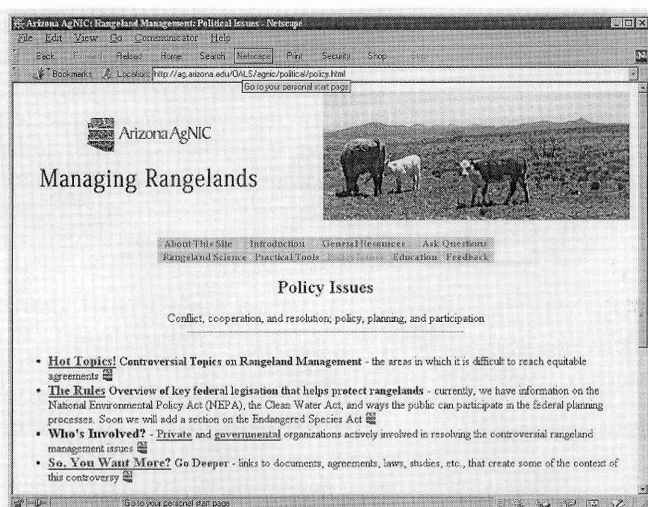 Arizona AgNIC: Rangeland Management: Political Issues - Netscape
File Edit View Go Communicator Help
Back Forward Reload Home Search Netscape Print Security Shop Stop
Bookmarks Location: http://ag.arizona.edu/OALS/agnic/political/policy.html
Go to your personal start page
Arizona AgNIC
Managing Rangelands
About This Site Introduction General Resources Ask Questions
Rangeland Science Practical Tools Policy Issues Education Feedback
Policy Issues
Conflict, cooperation, and resolution; policy, planning, and participation
• Hot Topics! Controversial Topics on Rangeland Management - the areas in which it is difficult to reach equitable
agreements
• The Rules Overview of key federal legisation that helps protect rangelands - currently, we have information on the
National Environmental Policy Act (NEPA), the Clean Water Act, and ways the public can participate in the federal planning
processes. Soon we will add a section on the Endangered Species Act
• Who's Involved? - Private and governmental organizations actively involved in resolving the controversial rangeland
management issues
• So, You Want More? Go Deeper - links to documents, agreements, laws, studies, etc., that create some of the context of
this controversy
Go to your personal start page